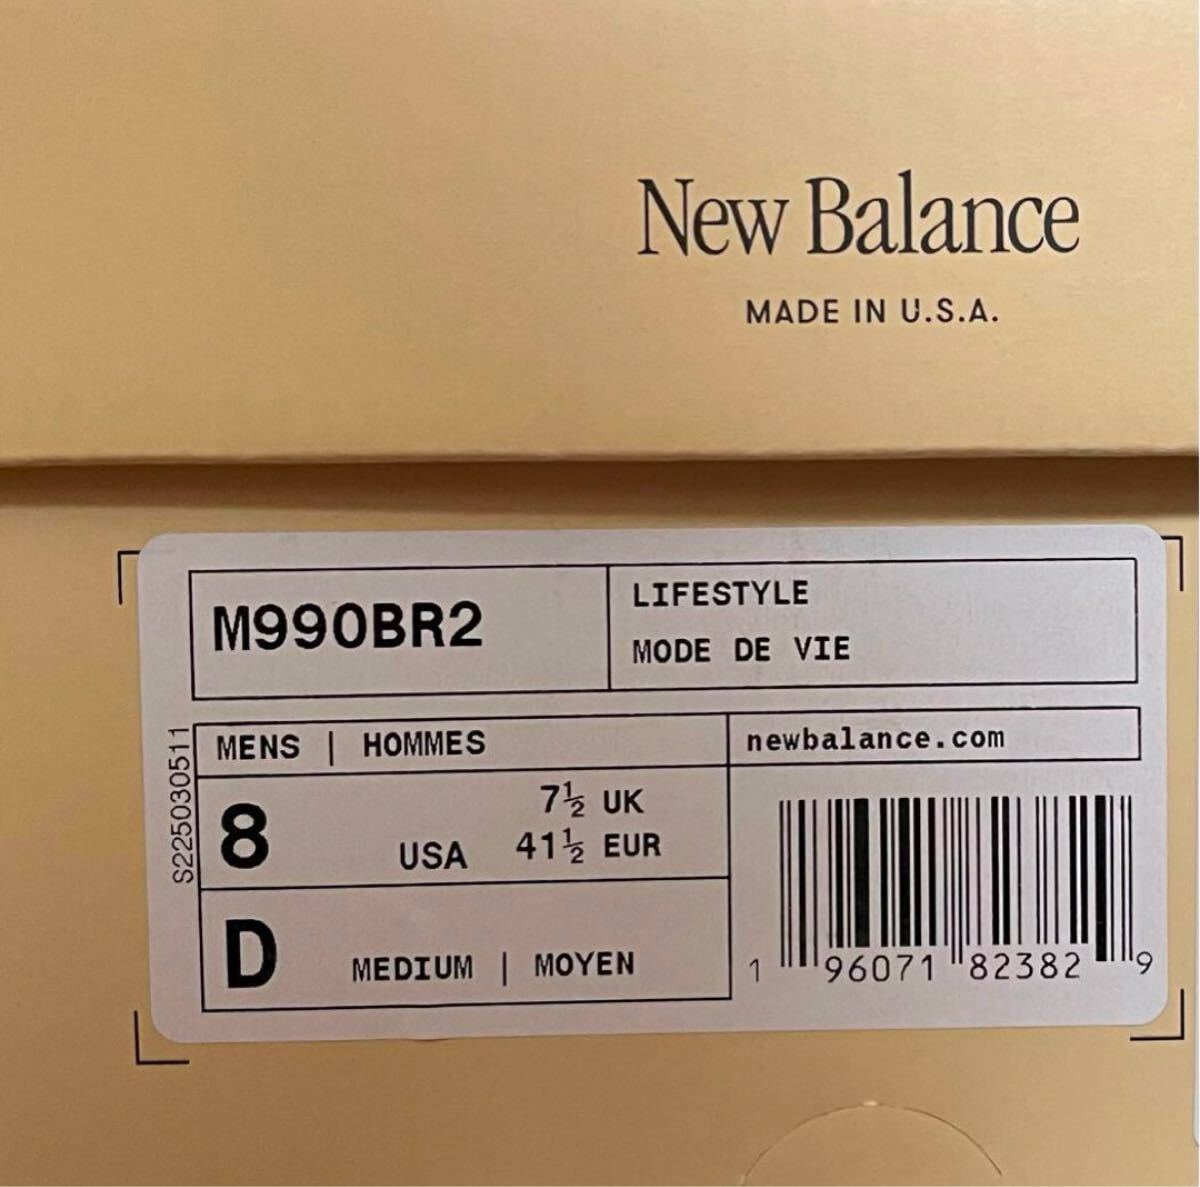 New Balance
MADE IN U.S.A.
M990BR2
LIFESTYLE
MODE DE VIE
S225030511
MENS | HOMMES
newbalance.com
8 USA
7½ UK
41½ EUR
D MEDIUM | MOYEN
1 96071 82382 9